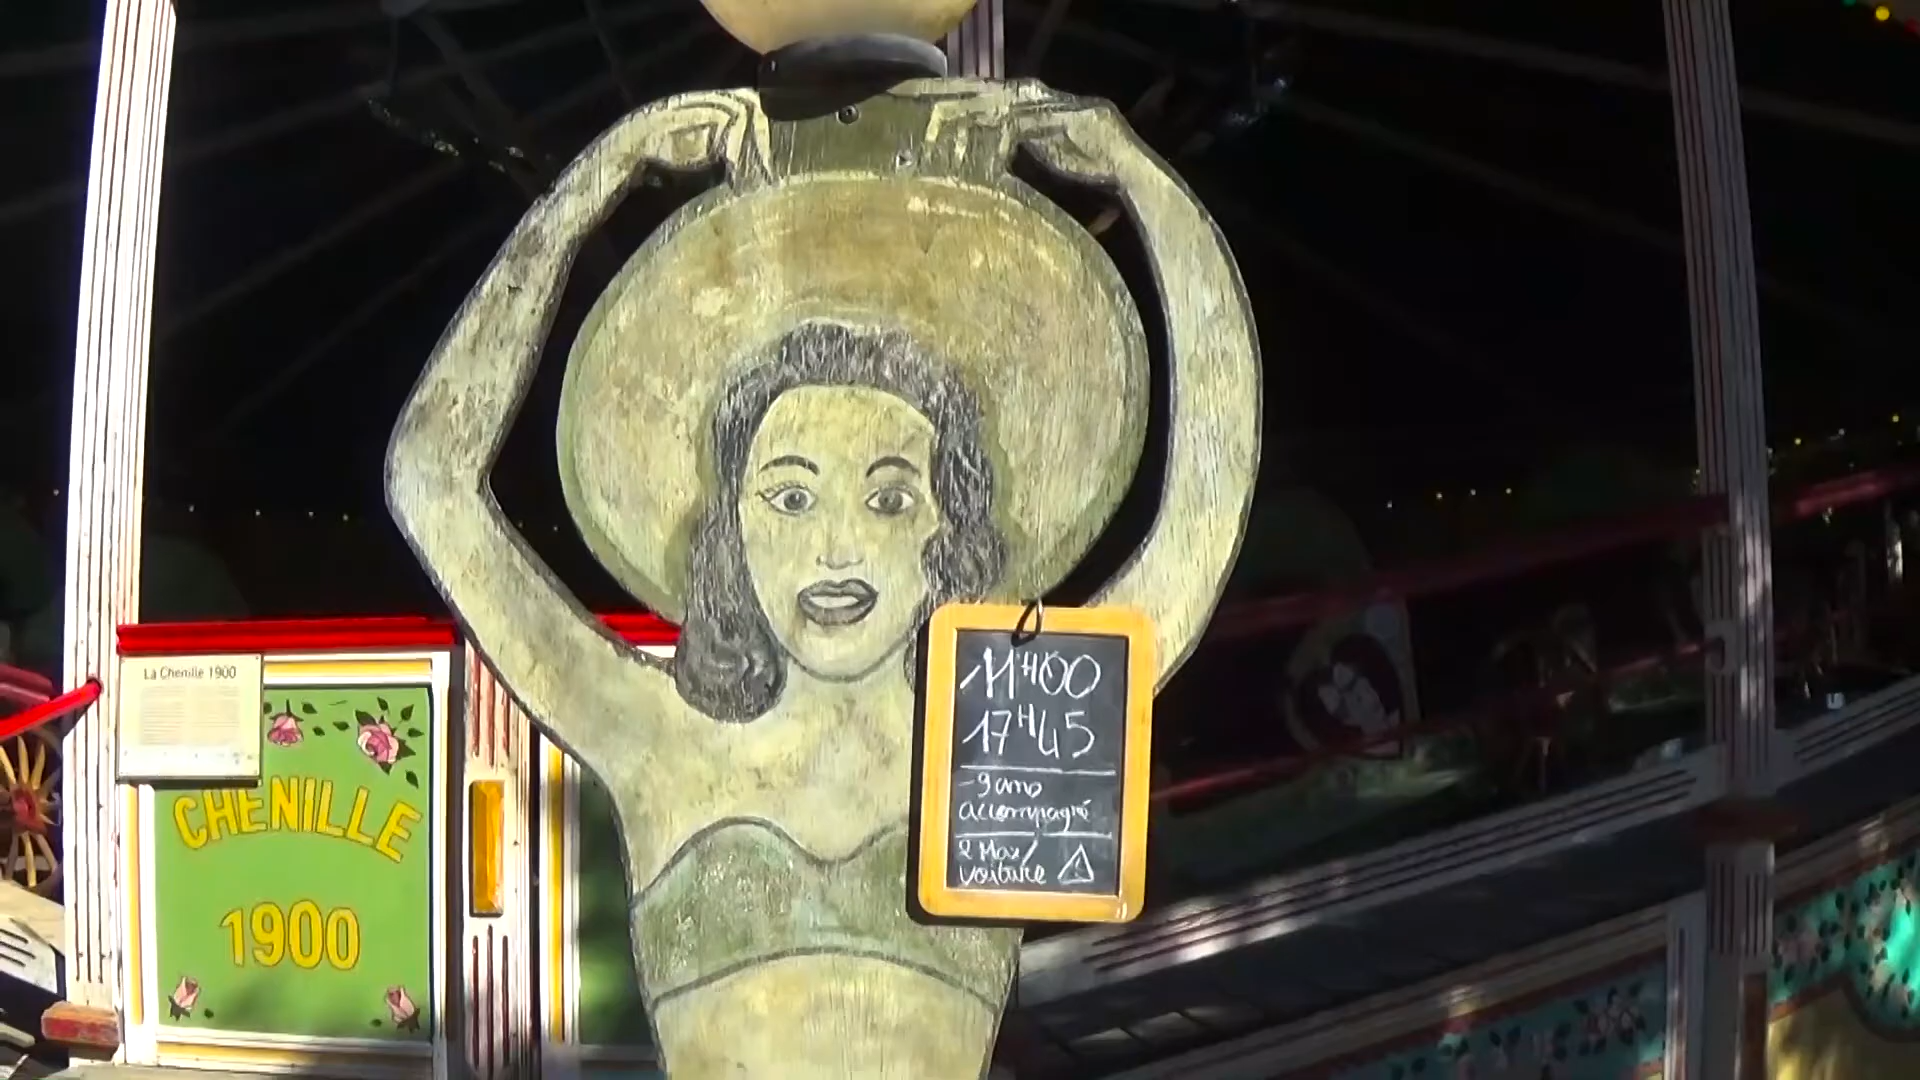 La Chenille 1900
CHENILLE
1900
11H00
17H45
-9 ans
accompagné
2 Max/
voiture